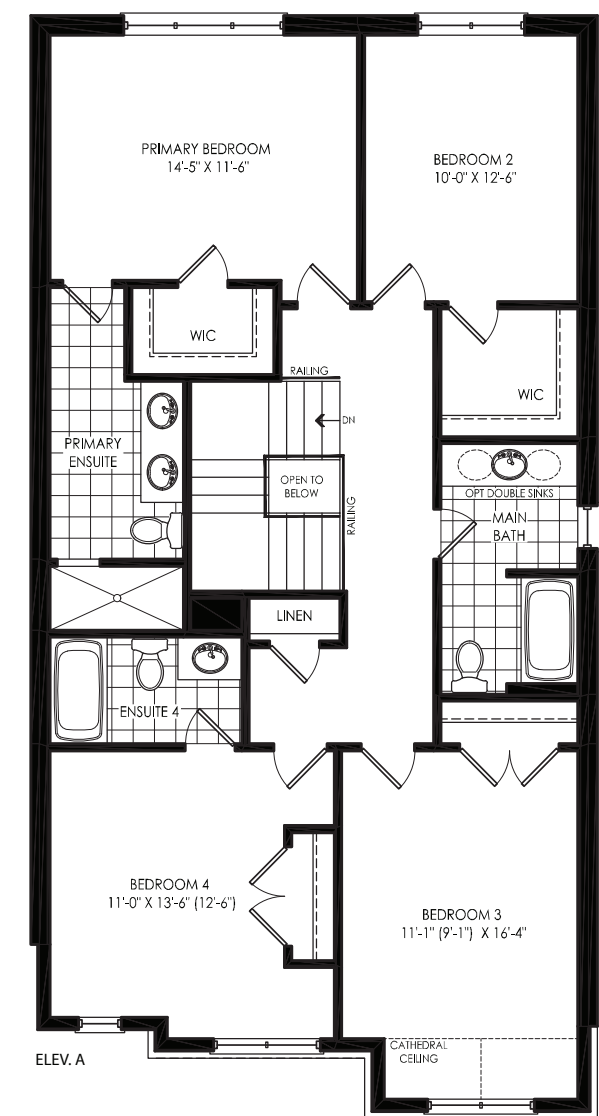 PRIMARY BEDROOM
14'-5" X 11'-6"
BEDROOM 2
10'-0" X 12'-6"
WIC
RAILING
WIC
DN
PRIMARY
ENSUITE
OPEN TO
BELOW
RAILING
OPT DOUBLE SINKS
MAIN
BATH
LINEN
ENSUITE 4
BEDROOM 4
11'-0" X 13'-6" (12'-6")
BEDROOM 3
11'-1" (9'-1") X 16'-4"
CATHEDRAL
CEILING
ELEV. A